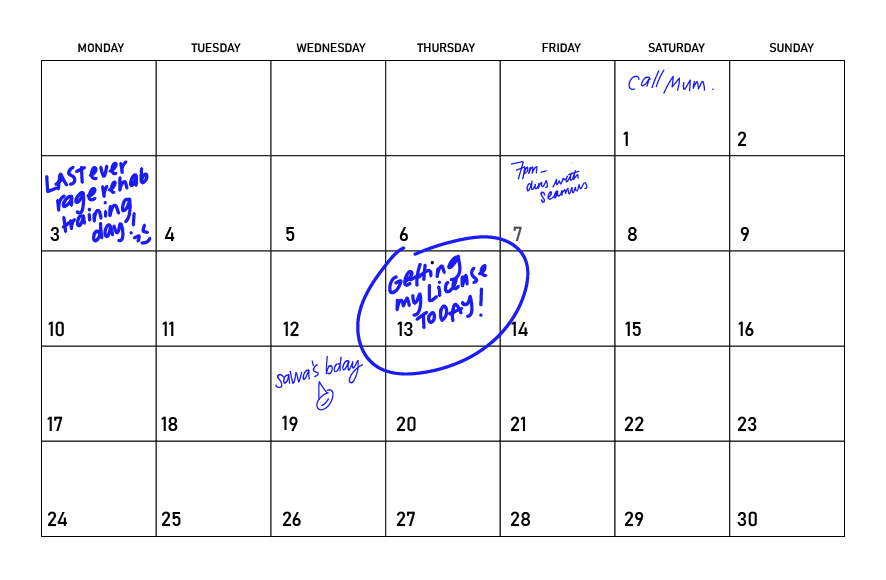 MONDAY TUESDAY WEDNESDAY THURSDAY FRIDAY SATURDAY SUNDAY
Call Mum.
1 2
LAST ever
rage rehab
training
day!
7pm-
dins with
seamus
3 4 5 6 7 8 9
Getting
my License
TODAY!
10 11 12 13 14 15 16
sawa's bday
17 18 19 20 21 22 23
24 25 26 27 28 29 30